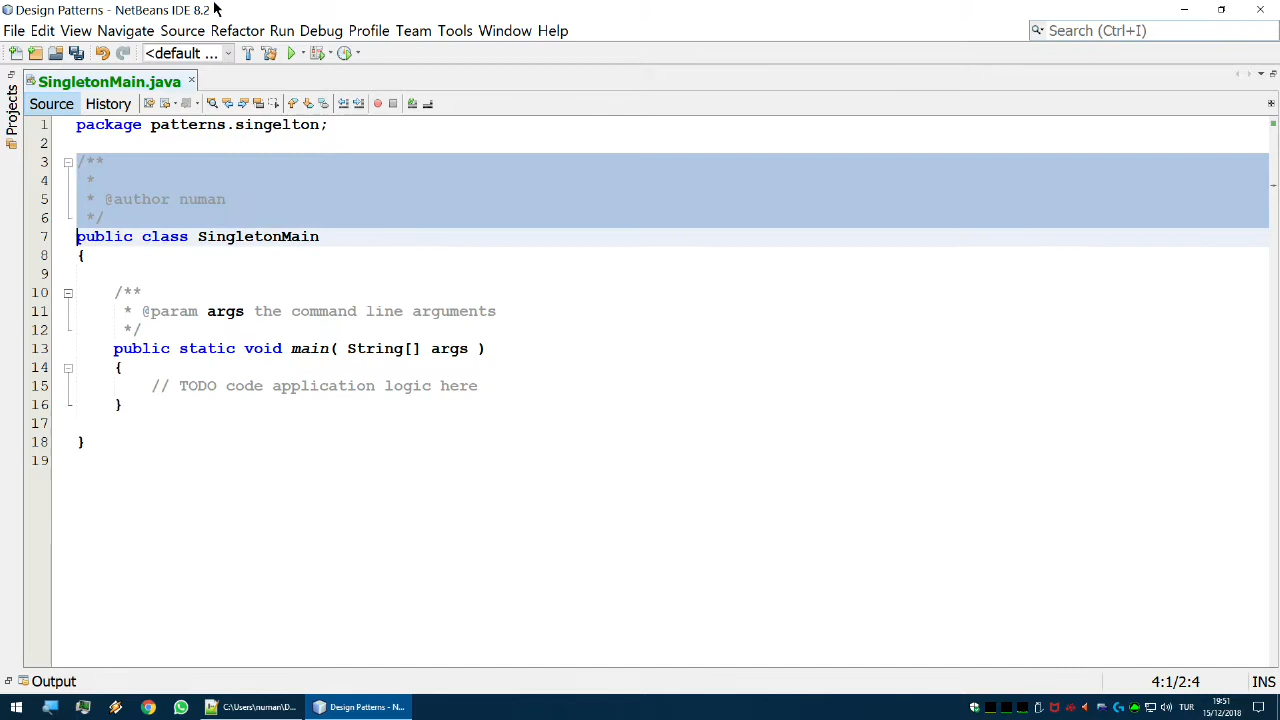 Design Patterns - NetBeans IDE 8.2
File Edit View Navigate Source Refactor Run Debug Profile Team Tools Window Help
Search (Ctrl+I)
<default ...
Projects
SingletonMain.java
Source History
1 package patterns.singelton;
2
3 /**
4 *
5 * @author numan
6 */
7 public class SingletonMain
8 {
9
10 /**
11 * @param args the command line arguments
12 */
13 public static void main( String[] args )
14 {
15 // TODO code application logic here
16 }
17
18 }
19
Output
4:1/2:4 INS
C:\Users\numan\D...
Design Patterns - N...
TUR
19:51
15/12/2018